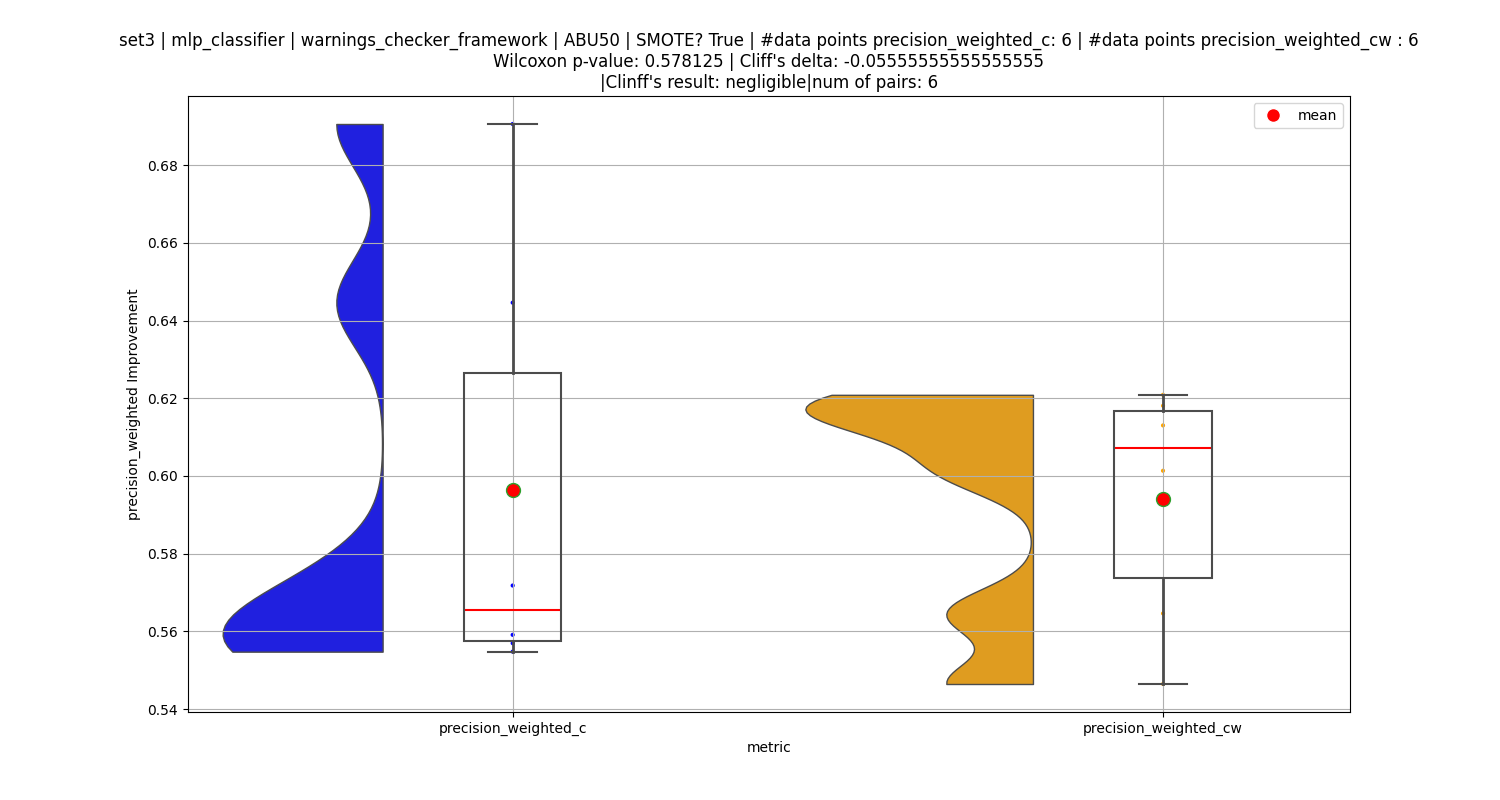 set3 | mlp_classifier | warnings_checker_framework | ABU50 | SMOTE? True | #data points precision_weighted_c: 6 | #data points precision_weighted_cw : 6
Wilcoxon p-value: 0.578125 | Cliff's delta: -0.05555555555555555
|Clinff's result: negligible|num of pairs: 6
mean
0.68
0.66
0.64
0.62
0.60
0.58
0.56
0.54
precision_weighted Improvement
precision_weighted_c
precision_weighted_cw
metric